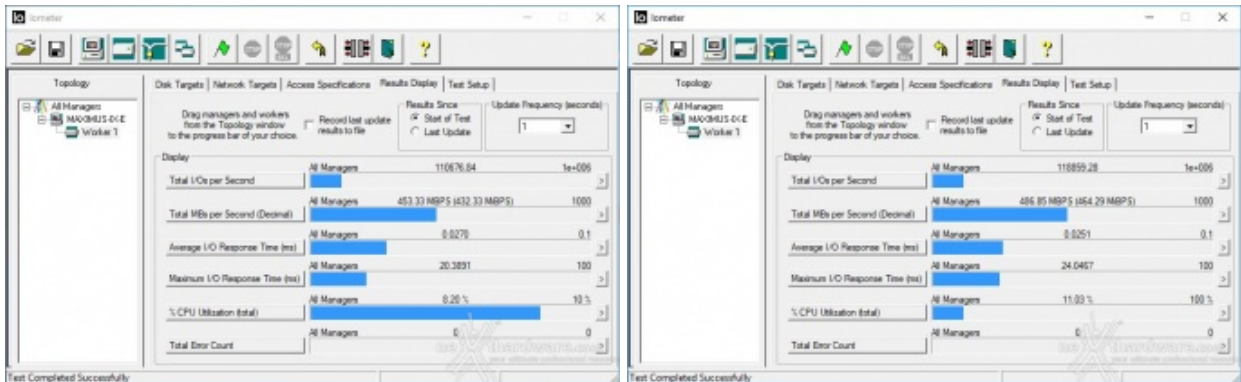 Iometer
Topology
All Managers
MAXIMUS-IX-E
Worker 1
Disk Targets | Network Targets | Access Specifications | Results Display | Test Setup
Drag managers and workers
from the Topology window
to the progress bar of your choice.
Record last update
results to file
Results Since
Start of Test
Last Update
Update Frequency (seconds)
1
Display
All Managers 110676.84 1e+006
Total I/Os per Second
All Managers 453.33 MBPS (432.33 MiBPS) 1000
Total MBs per Second (Decimal)
All Managers 0.0270 0.1
Average I/O Response Time (ms)
All Managers 20.3891 100
Maximum I/O Response Time (ms)
All Managers 8.20 % 10 %
% CPU Utilization (total)
All Managers 0 0
Total Error Count
Test Completed Successfully
Iometer
Topology
All Managers
MAXIMUS-IX-E
Worker 1
Disk Targets | Network Targets | Access Specifications | Results Display | Test Setup
Drag managers and workers
from the Topology window
to the progress bar of your choice.
Record last update
results to file
Results Since
Start of Test
Last Update
Update Frequency (seconds)
1
Display
All Managers 118859.28 1e+006
Total I/Os per Second
All Managers 486.85 MBPS (464.29 MiBPS) 1000
Total MBs per Second (Decimal)
All Managers 0.0251 0.1
Average I/O Response Time (ms)
All Managers 24.0467 100
Maximum I/O Response Time (ms)
All Managers 11.03 % 100 %
% CPU Utilization (total)
All Managers 0 0
Total Error Count
Test Completed Successfully